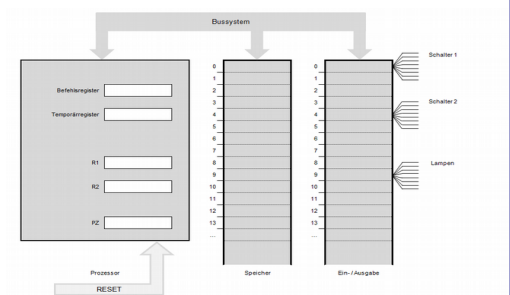 Bussystem
Schalter 1
Schalter 2
Lampen
Befehlsregister
Temporärregister
R1
R2
PZ
0
1
2
3
4
5
6
7
8
9
10
11
12
13
...
0
1
2
3
4
5
6
7
8
9
10
11
12
13
...
Prozessor
Speicher
Ein- / Ausgabe
RESET